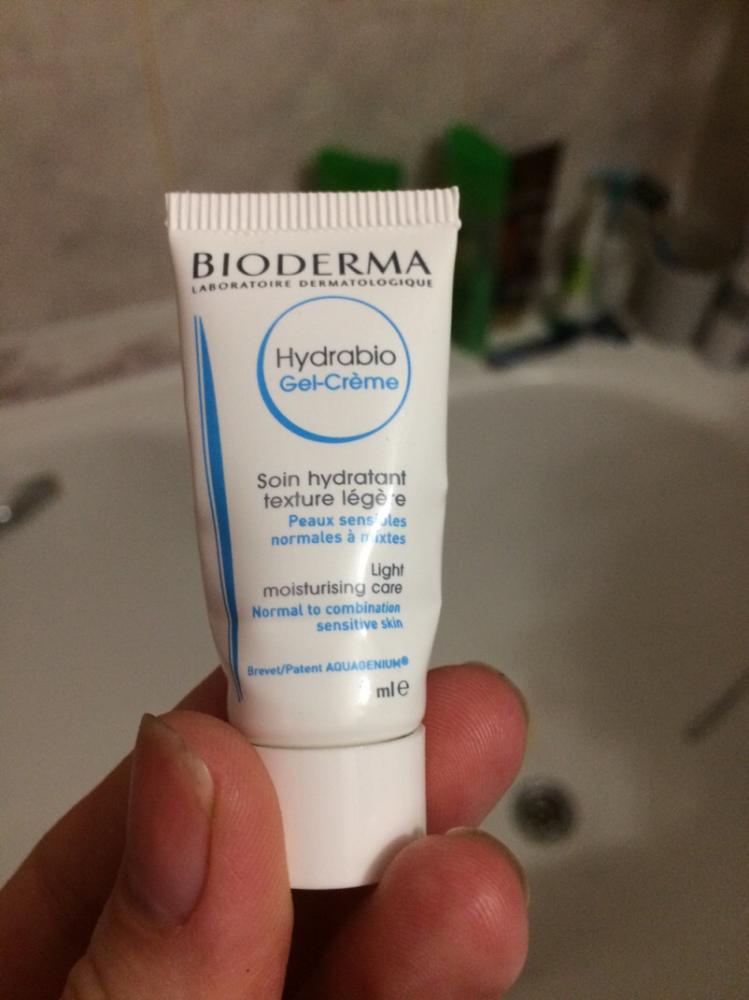 BIODERMA
LABORATOIRE DERMATOLOGIQUE
Hydrabio
Gel-Crème
Soin hydratant
texture légère
Peaux sensibles
normales à mixtes
Light
moisturising care
Normal to combination
sensitive skin
Brevet/Patent AQUAGENIUM®
ml e